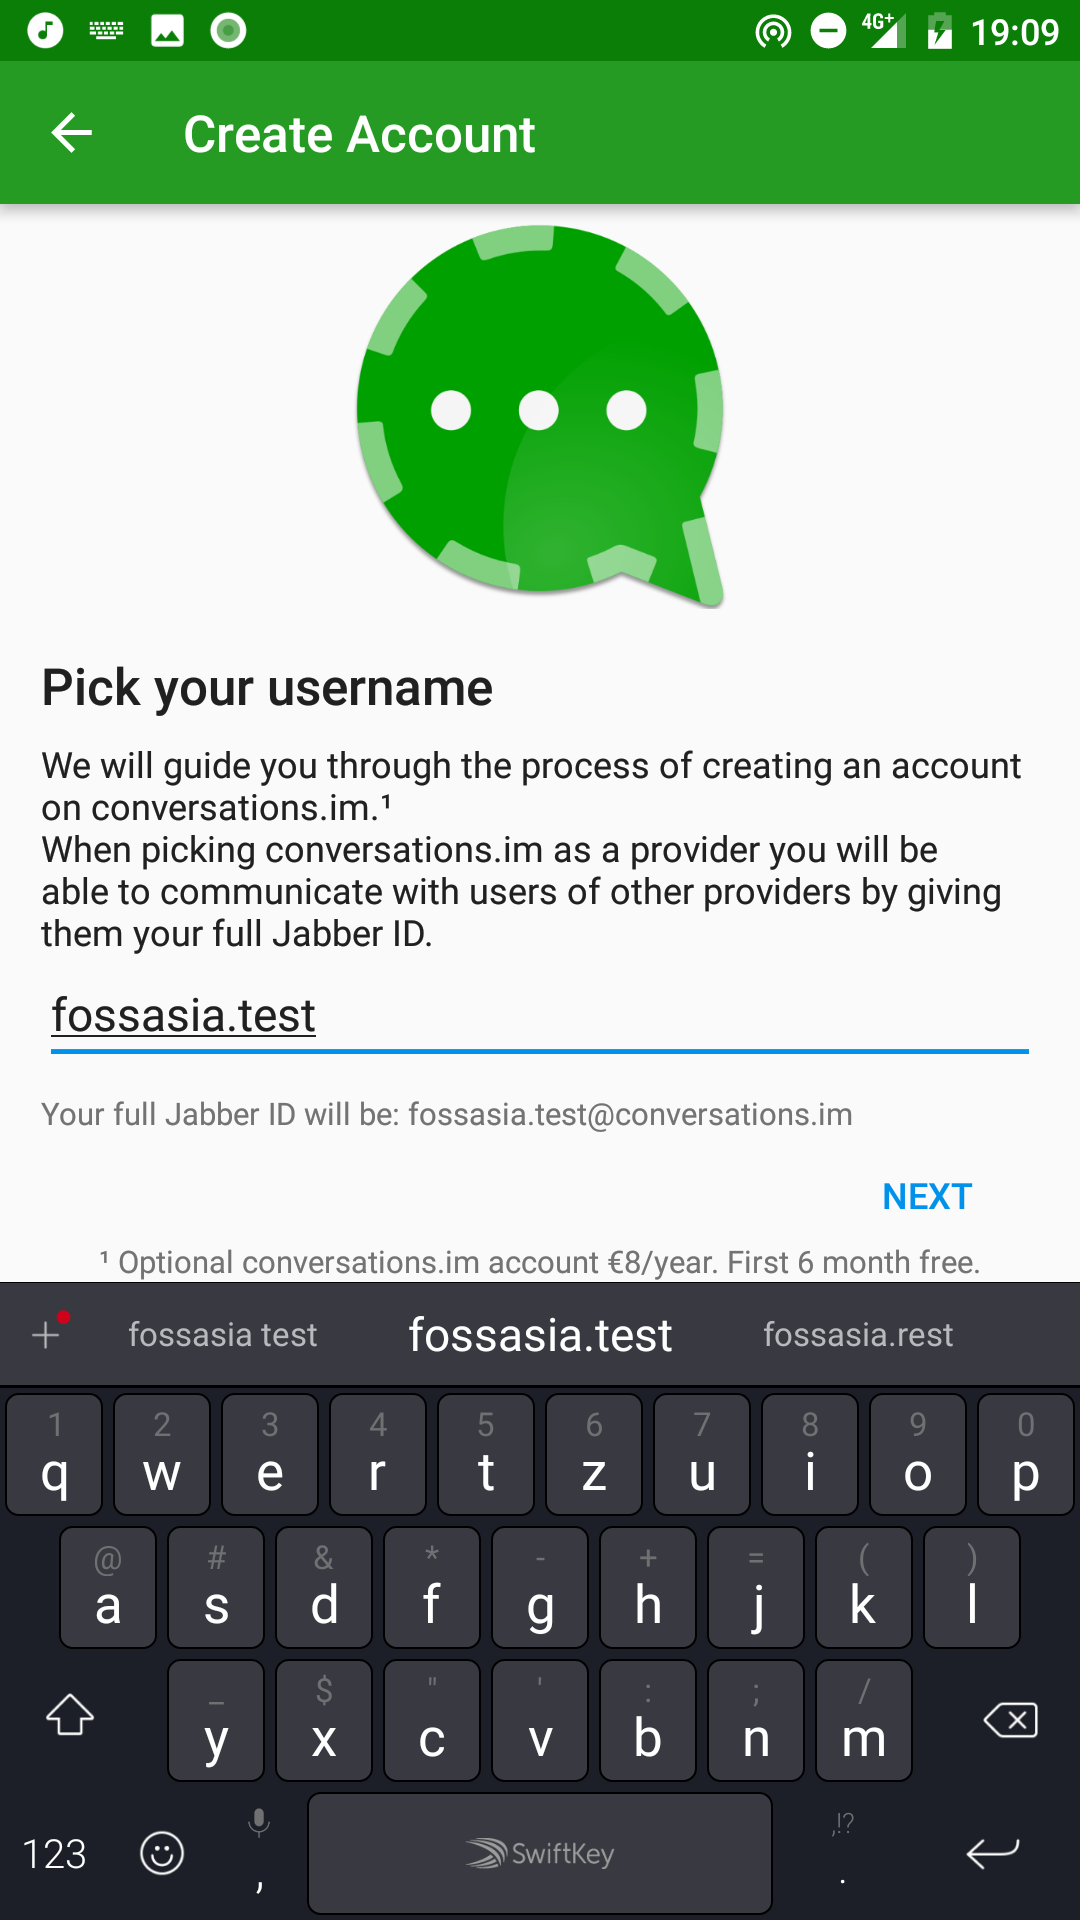 4G+ 19:09
Create Account
Pick your username
We will guide you through the process of creating an account
on conversations.im.¹
When picking conversations.im as a provider you will be
able to communicate with users of other providers by giving
them your full Jabber ID.
fossasia.test
Your full Jabber ID will be: fossasia.test@conversations.im
NEXT
¹ Optional conversations.im account €8/year. First 6 month free.
fossasia test fossasia.test fossasia.rest
1 2 3 4 5 6 7 8 9 0
q w e r t z u i o p
@ # & * - + = ( )
a s d f g h j k l
_ $ " ' : ; /
y x c v b n m
,!?
123 , SwiftKey .